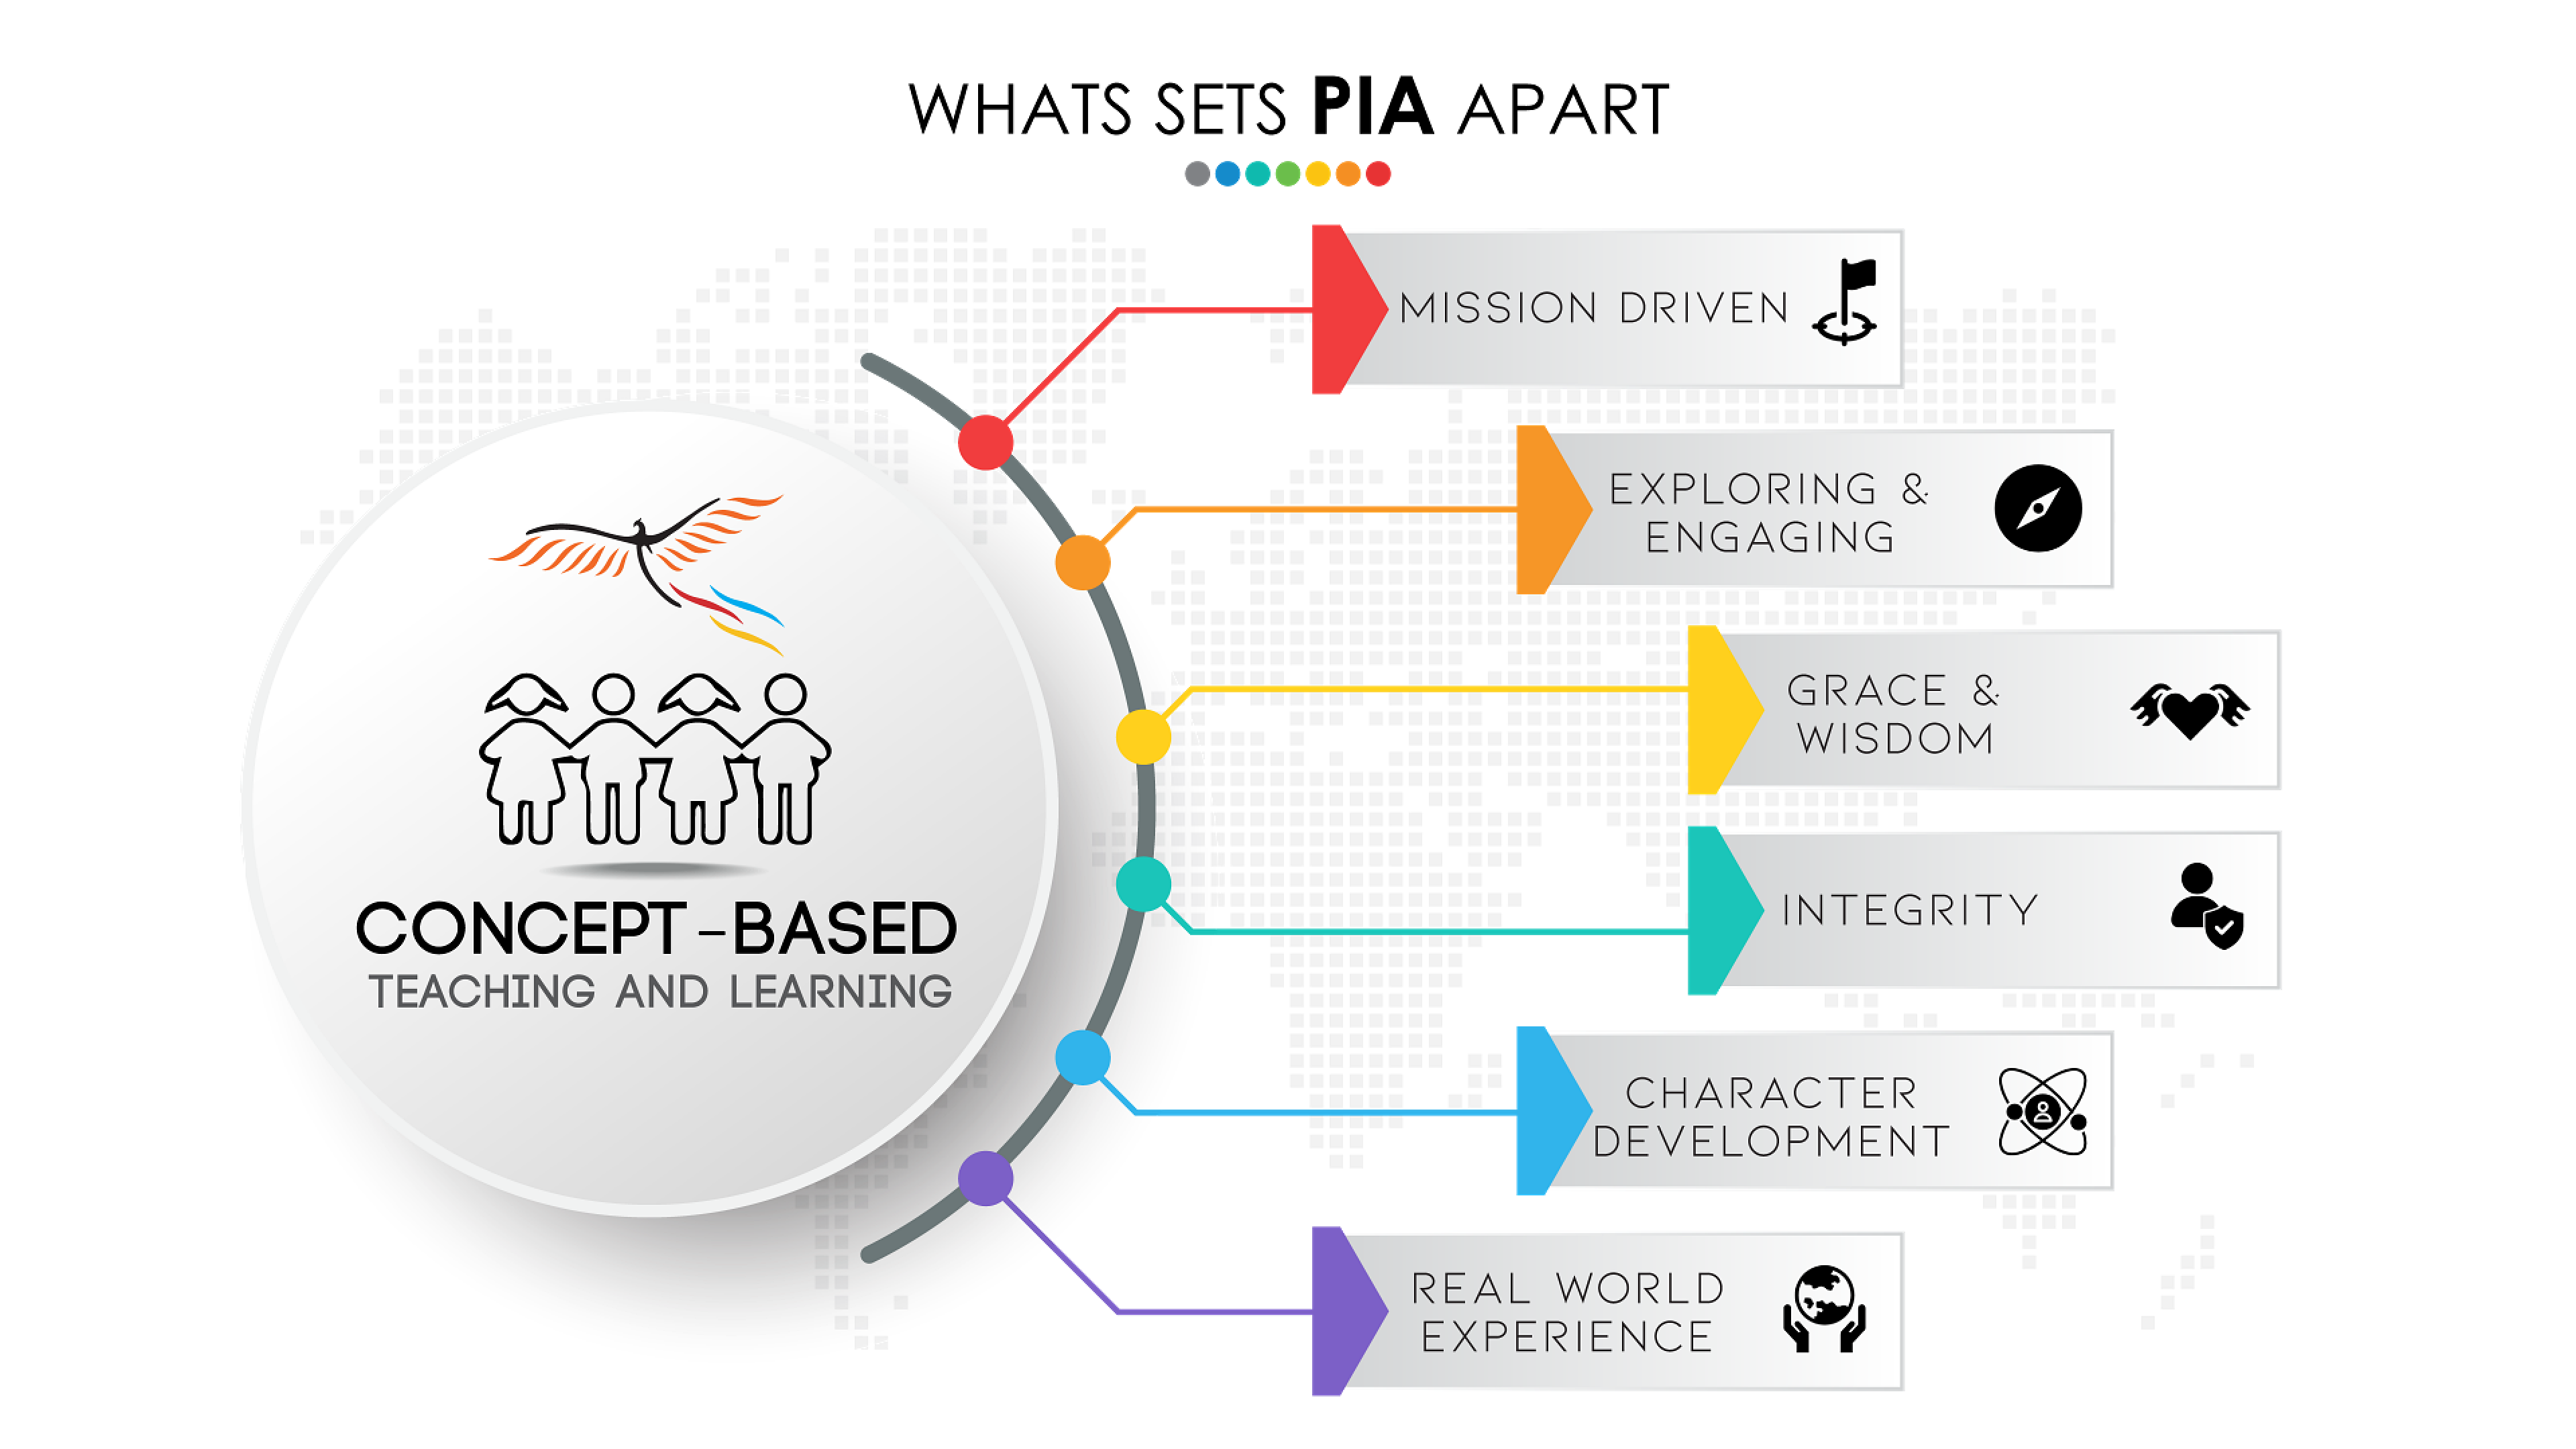 WHATS SETS PIA APART
MISSION DRIVEN
EXPLORING &
ENGAGING
GRACE &
WISDOM
INTEGRITY
CHARACTER
DEVELOPMENT
REAL WORLD
EXPERIENCE
CONCEPT-BASED
TEACHING AND LEARNING